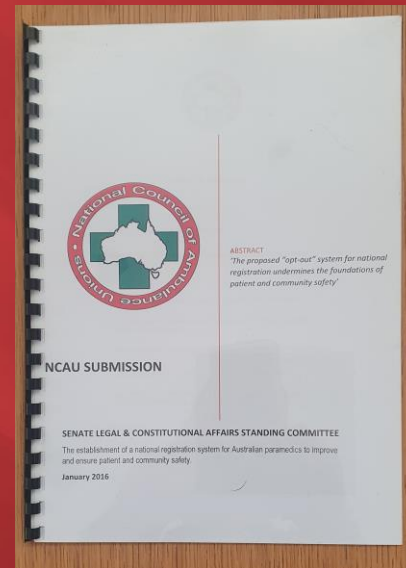 National Council of Ambulance Unions
ABSTRACT
'The proposed "opt-out" system for national
registration undermines the foundations of
patient and community safety'
NCAU SUBMISSION
SENATE LEGAL & CONSTITUTIONAL AFFAIRS STANDING COMMITTEE
The establishment of a national registration system for Australian paramedics to improve
and ensure patient and community safety.
January 2016